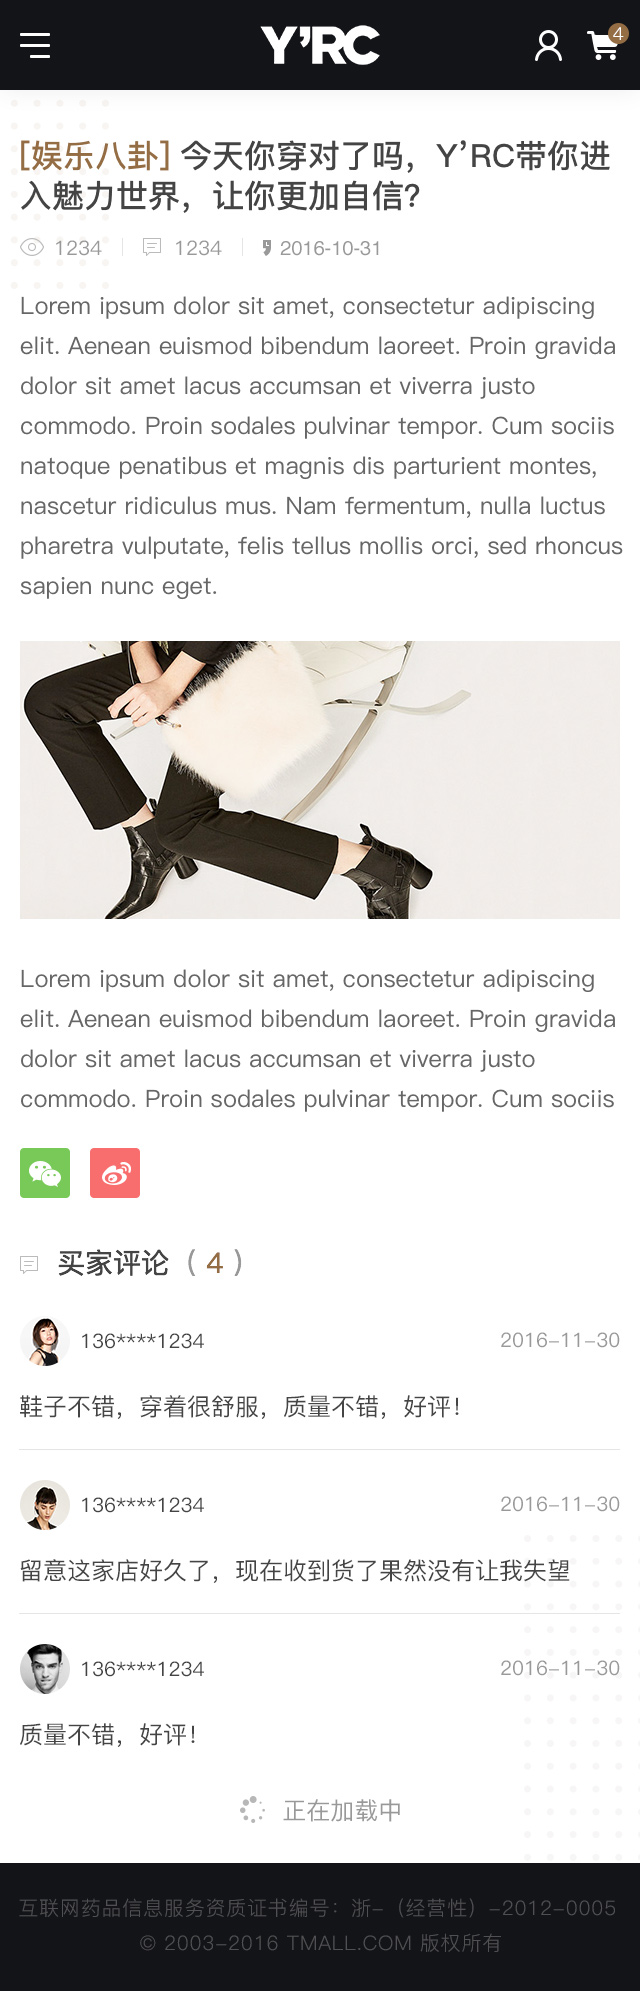 Y'RC
4
[娱乐八卦] 今天你穿对了吗，Y'RC带你进
入魅力世界，让你更加自信?
1234 1234 2016-10-31
Lorem ipsum dolor sit amet, consectetur adipiscing
elit. Aenean euismod bibendum laoreet. Proin gravida
dolor sit amet lacus accumsan et viverra justo
commodo. Proin sodales pulvinar tempor. Cum sociis
natoque penatibus et magnis dis parturient montes,
nascetur ridiculus mus. Nam fermentum, nulla luctus
pharetra vulputate, felis tellus mollis orci, sed rhoncus
sapien nunc eget.
Lorem ipsum dolor sit amet, consectetur adipiscing
elit. Aenean euismod bibendum laoreet. Proin gravida
dolor sit amet lacus accumsan et viverra justo
commodo. Proin sodales pulvinar tempor. Cum sociis
买家评论（4）
136****1234 2016-11-30
鞋子不错，穿着很舒服，质量不错，好评！
136****1234 2016-11-30
留意这家店好久了，现在收到货了果然没有让我失望
136****1234 2016-11-30
质量不错，好评！
正在加载中
互联网药品信息服务资质证书编号：浙-（经营性）-2012-0005
© 2003-2016 TMALL.COM 版权所有